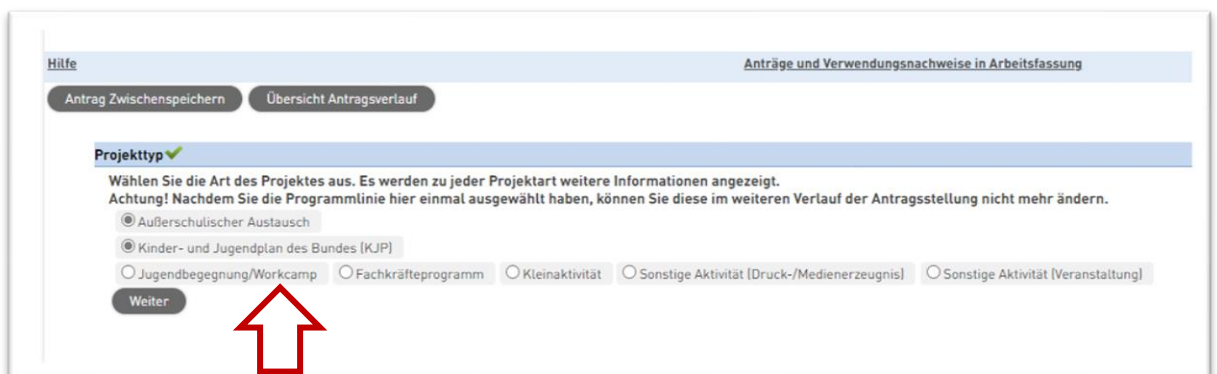 Hilfe Anträge und Verwendungsnachweise in Arbeitsfassung
Antrag Zwischenspeichern Übersicht Antragsverlauf
Projekttyp
Wählen Sie die Art des Projektes aus. Es werden zu jeder Projektart weitere Informationen angezeigt.
Achtung! Nachdem Sie die Programmlinie hier einmal ausgewählt haben, können Sie diese im weiteren Verlauf der Antragsstellung nicht mehr ändern.
Außerschulischer Austausch
Kinder- und Jugendplan des Bundes (KJP)
Jugendbegegnung/Workcamp Fachkräfteprogramm Kleinaktivität Sonstige Aktivität (Druck-/Medienerzeugnis) Sonstige Aktivität (Veranstaltung)
Weiter